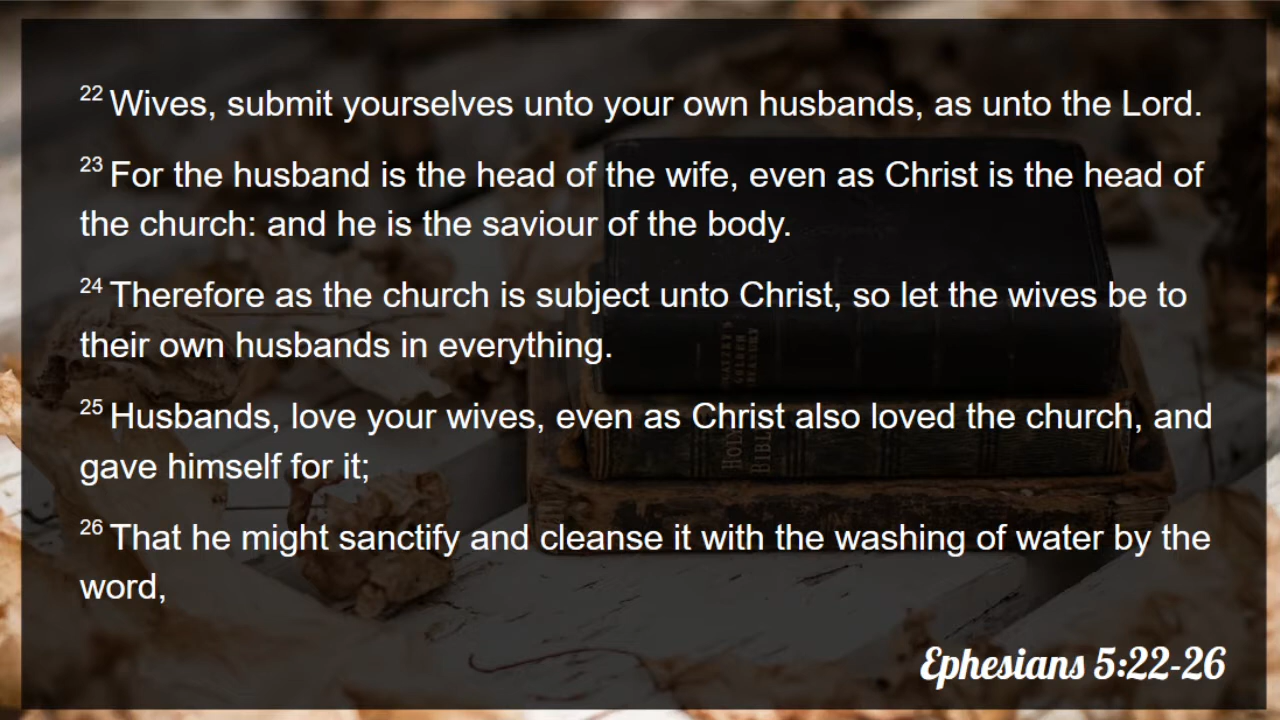 22 Wives, submit yourselves unto your own husbands, as unto the Lord.
23 For the husband is the head of the wife, even as Christ is the head of
the church: and he is the saviour of the body.
24 Therefore as the church is subject unto Christ, so let the wives be to
their own husbands in everything.
25 Husbands, love your wives, even as Christ also loved the church, and
gave himself for it;
26 That he might sanctify and cleanse it with the washing of water by the
word,
HOLY
BIBLE
Ephesians 5:22-26